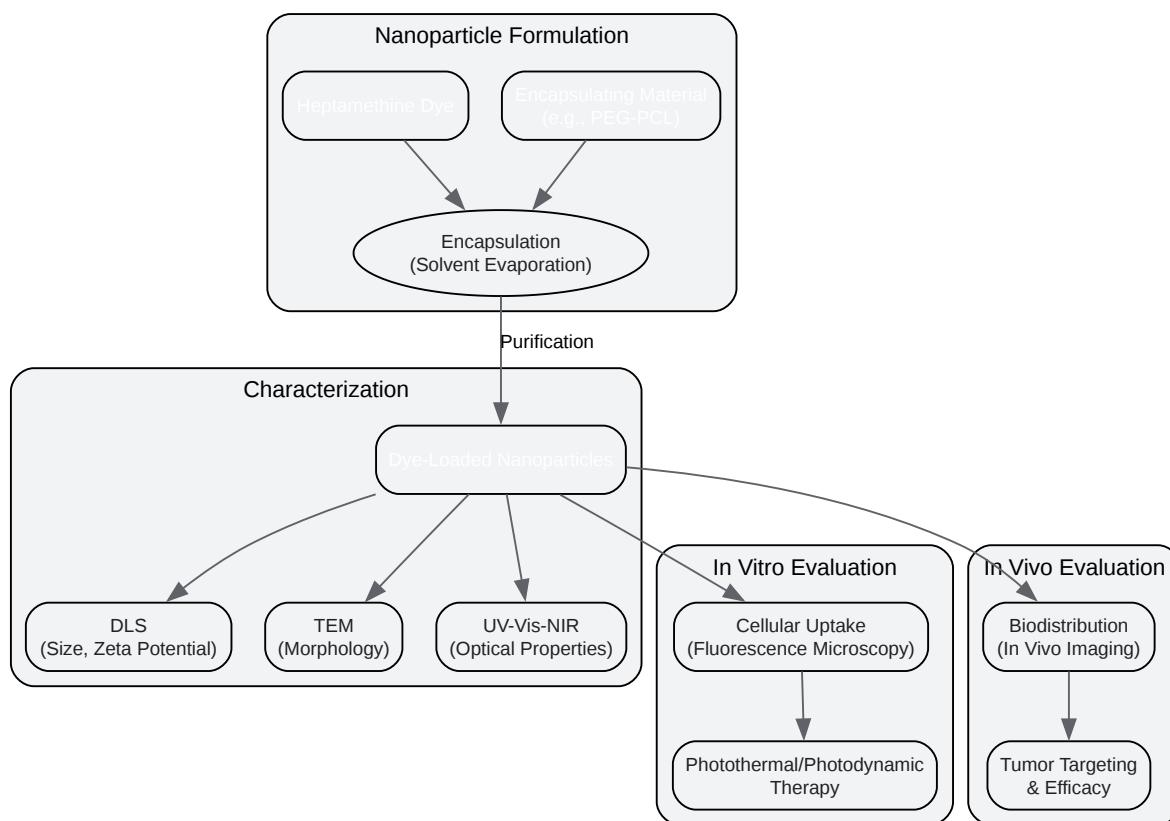 Nanoparticle Formulation
Heptamethine Dye
Encapsulating Material
(e.g., PEG-PCL)
Encapsulation
(Solvent Evaporation)
Purification
Characterization
Dye-Loaded Nanoparticles
In Vitro Evaluation
In Vivo Evaluation
DLS
(Size, Zeta Potential)
TEM
(Morphology)
UV-Vis-NIR
(Optical Properties)
Cellular Uptake
(Fluorescence Microscopy)
Biodistribution
(In Vivo Imaging)
Photothermal/Photodynamic
Therapy
Tumor Targeting
& Efficacy